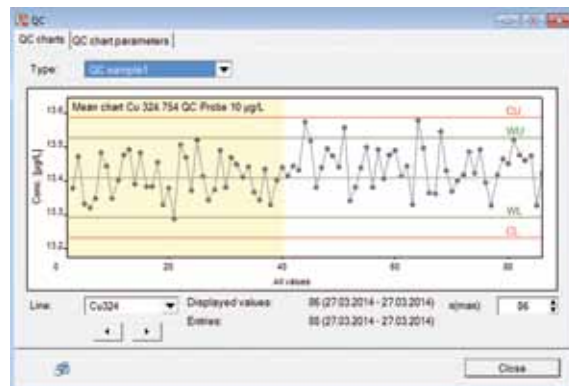 QC
QC charts QC chart parameters
Type: QC sample1
Mean chart Cu 324.754 QC Probe 10 µg/L
CU
WU
WL
CL
Conc. [µg/L]
13.6
13.5
13.4
13.3
13.2
0 20 40 60 80
All values
Line: Cu324 Displayed values: 86 (27.03.2014 - 27.03.2014) n(max): 86
Entries: 88 (27.03.2014 - 27.03.2014)
Close